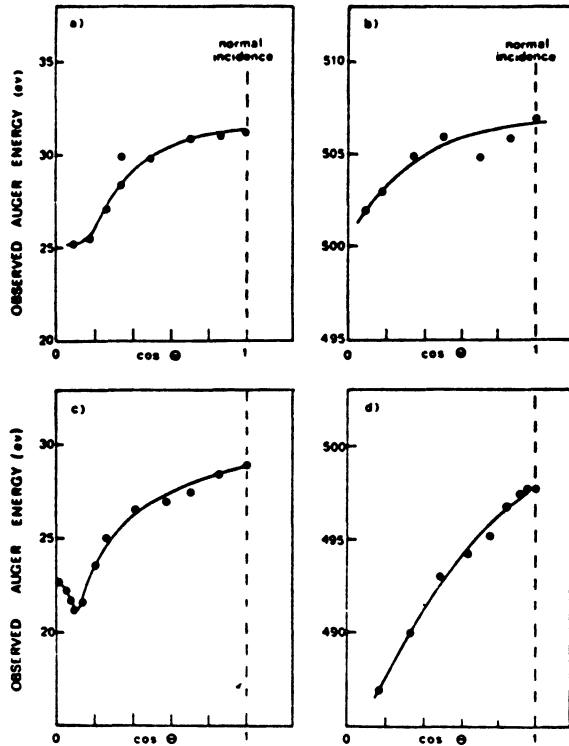 a)
35
normal
incidence
30
25
20
0
cos Θ
1
OBSERVED AUGER ENERGY (ev)
b)
510
normal
incidence
505
500
495
0
cos Θ
1
c)
30
25
20
0
cos Θ
1
OBSERVED AUGER ENERGY (ev)
d)
500
495
490
0
cos Θ
1